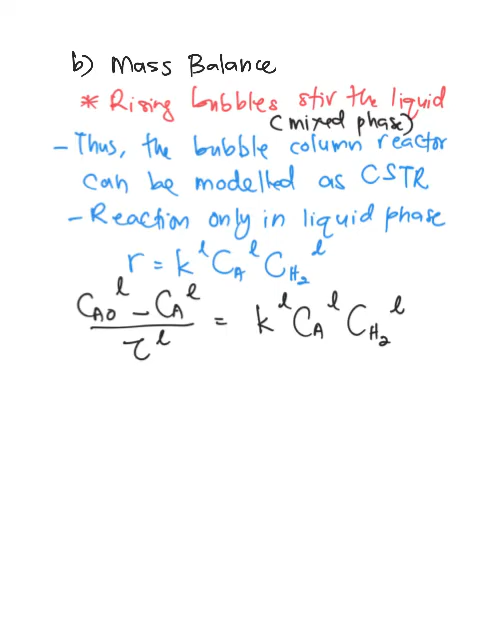 b) Mass Balance
* Rising bubbles stir the liquid
(mixed phase)
- Thus, the bubble column reactor
can be modelled as CSTR
- Reaction only in liquid phase
r = k^l C_A^l C_H₂^l
(C_A0^l - C_A^l) / τ^l = k^l C_A^l C_H₂^l